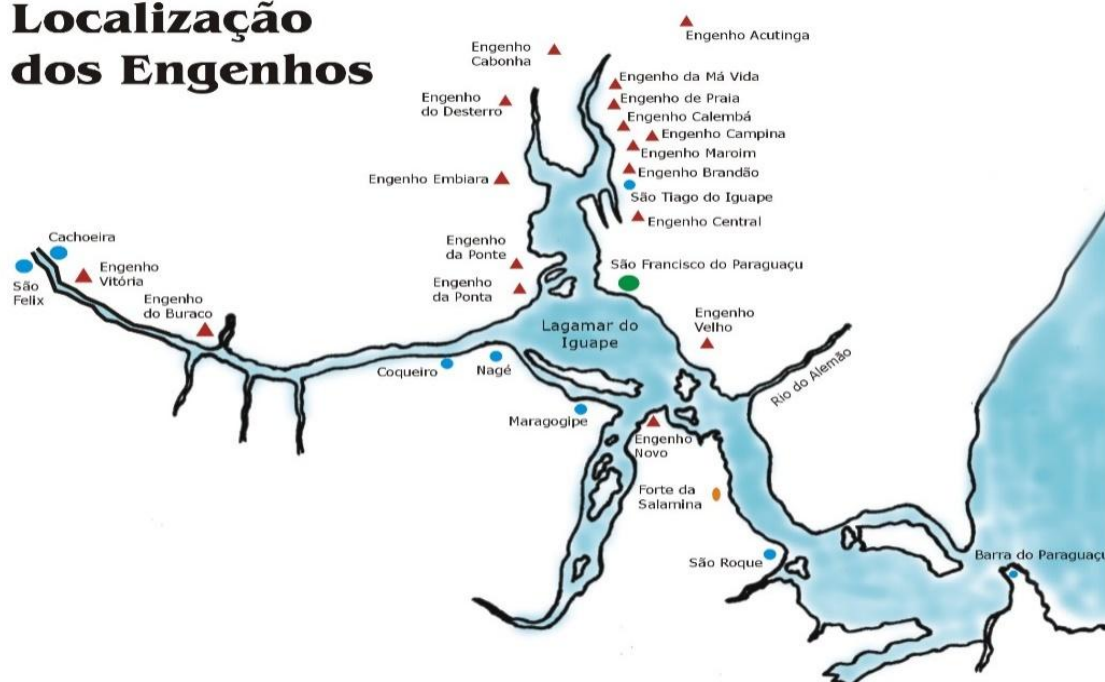 Localização
dos Engenhos
Engenho Acutinga
Engenho
Cabonha
Engenho da Má Vida
Engenho
do Desterro
Engenho de Praia
Engenho Calembá
Engenho Campina
Engenho Maroim
Engenho Brandão
Engenho Embiara
São Tiago do Iguape
Engenho Central
Cachoeira
Engenho
da Ponte
São Francisco do Paraguaçu
Engenho
Vitória
São
Felix
Engenho
da Ponta
Engenho
do Buraco
Engenho
Velho
Lagamar do
Iguape
Rio do Alemão
Coqueiro
Nagé
Maragogipe
Engenho
Novo
Forte da
Salamina
São Roque
Barra do Paraguaçu